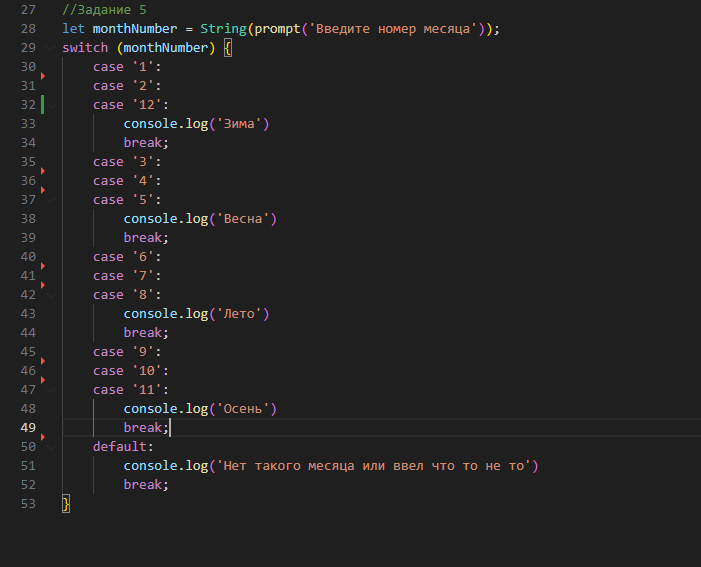 27 //Задание 5
28 let monthNumber = String(prompt('Введите номер месяца'));
29 switch (monthNumber) {
30     case '1':
31     case '2':
32     case '12':
33         console.log('Зима')
34         break;
35     case '3':
36     case '4':
37     case '5':
38         console.log('Весна')
39         break;
40     case '6':
41     case '7':
42     case '8':
43         console.log('Лето')
44         break;
45     case '9':
46     case '10':
47     case '11':
48         console.log('Осень')
49         break;
50     default:
51         console.log('Нет такого месяца или ввел что то не то')
52         break;
53 }